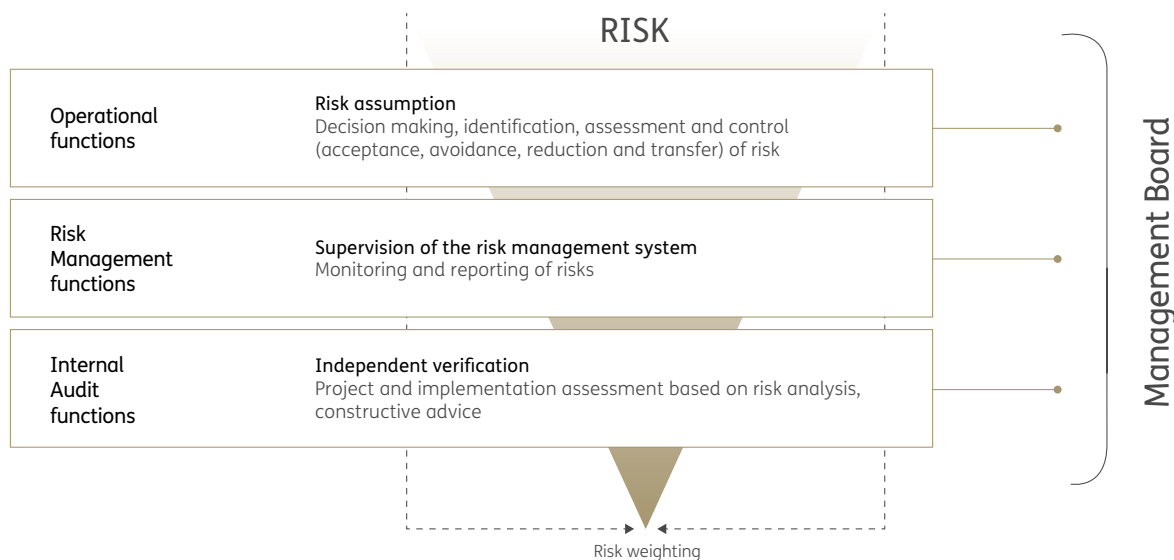 RISK
Operational
functions
Risk assumption
Decision making, identification, assessment and control
(acceptance, avoidance, reduction and transfer) of risk
Risk
Management
functions
Supervision of the risk management system
Monitoring and reporting of risks
Internal
Audit
functions
Independent verification
Project and implementation assessment based on risk analysis,
constructive advice
Risk weighting
Management Board